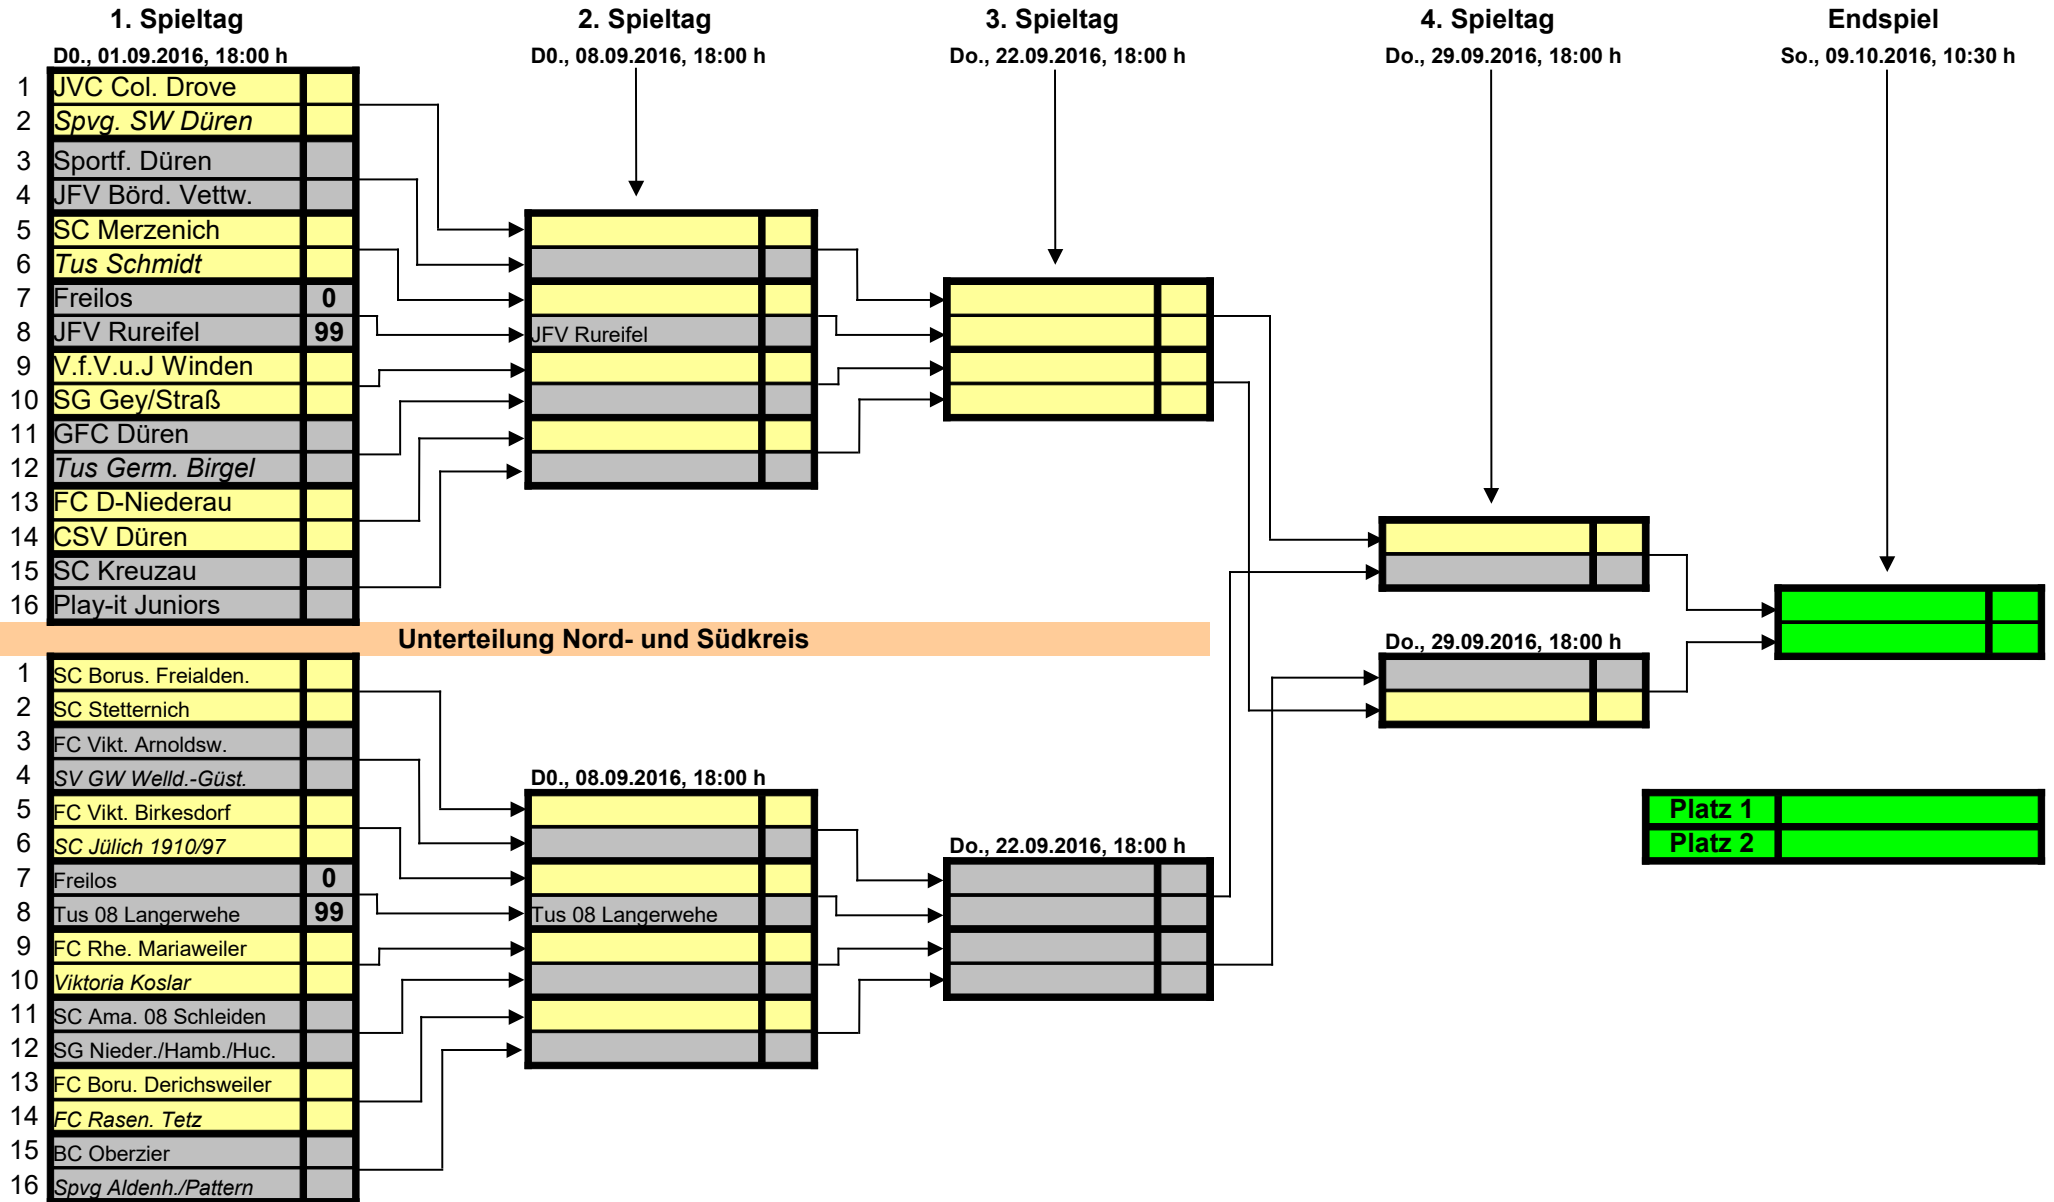 1. Spieltag
2. Spieltag
3. Spieltag
4. Spieltag
Endspiel
D0., 01.09.2016, 18:00 h
D0., 08.09.2016, 18:00 h
Do., 22.09.2016, 18:00 h
Do., 29.09.2016, 18:00 h
So., 09.10.2016, 10:30 h
1 JVC Col. Drove
2 Spvg. SW Düren
3 Sportf. Düren
4 JFV Börd. Vettw.
5 SC Merzenich
6 Tus Schmidt
7 Freilos 0
8 JFV Rureifel 99
JFV Rureifel
9 V.f.V.u.J Winden
10 SG Gey/Straß
11 GFC Düren
12 Tus Germ. Birgel
13 FC D-Niederau
14 CSV Düren
15 SC Kreuzau
16 Play-it Juniors
Unterteilung Nord- und Südkreis
Do., 29.09.2016, 18:00 h
1 SC Borus. Freialden.
2 SC Stetternich
3 FC Vikt. Arnoldsw.
4 SV GW Welld.-Güst.
D0., 08.09.2016, 18:00 h
5 FC Vikt. Birkesdorf
Platz 1
6 SC Jülich 1910/97
Do., 22.09.2016, 18:00 h
Platz 2
7 Freilos 0
8 Tus 08 Langerwehe 99
Tus 08 Langerwehe
9 FC Rhe. Mariaweiler
10 Viktoria Koslar
11 SC Ama. 08 Schleiden
12 SG Nieder./Hamb./Huc.
13 FC Boru. Derichsweiler
14 FC Rasen. Tetz
15 BC Oberzier
16 Spvg Aldenh./Pattern